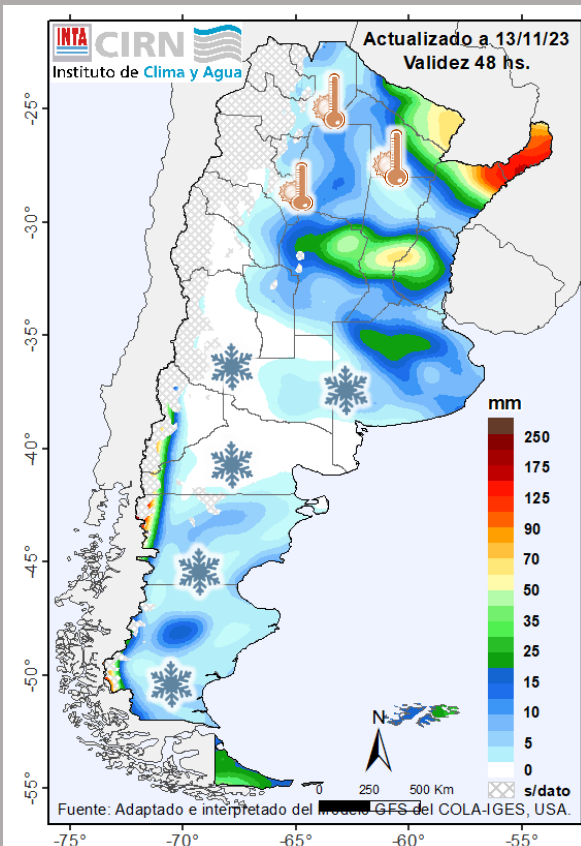 INTA CIRN
Instituto de Clima y Agua
Actualizado a 13/11/23
Validez 48 hs.
-25°
-30°
-35°
-40°
-45°
-50°
-55°
mm
250
175
125
90
70
50
35
25
15
10
5
0
s/dato
N
0 250 500 Km
Fuente: Adaptado e interpretado del modelo GFS del COLA-IGES, USA.
-75° -70° -65° -60° -55°